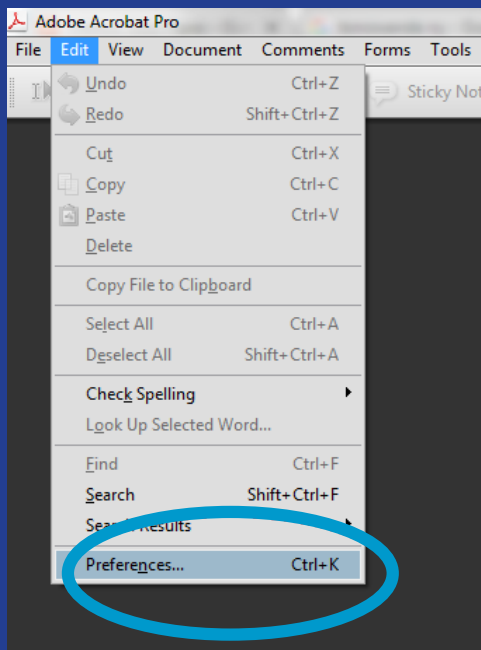 Adobe Acrobat Pro
File Edit View Document Comments Forms Tools
Sticky Not
Undo Ctrl+Z
Redo Shift+Ctrl+Z
Cut Ctrl+X
Copy Ctrl+C
Paste Ctrl+V
Delete
Copy File to Clipboard
Select All Ctrl+A
Deselect All Shift+Ctrl+A
Check Spelling
Look Up Selected Word...
Find Ctrl+F
Search Shift+Ctrl+F
Search Results
Preferences... Ctrl+K